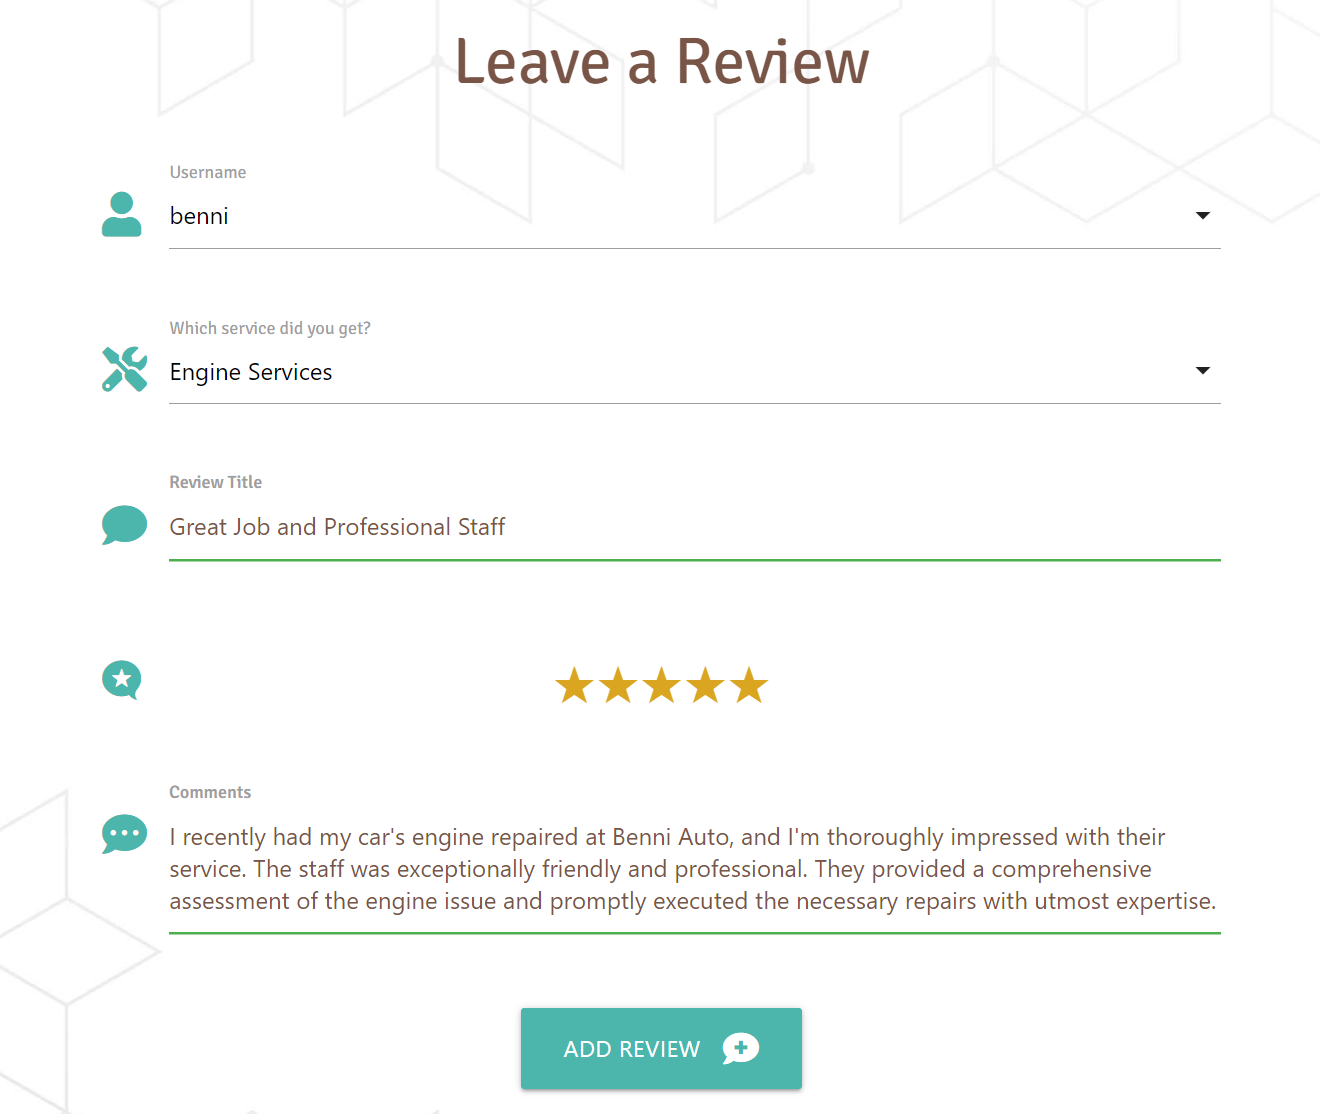 Leave a Review
Username
benni
Which service did you get?
Engine Services
Review Title
Great Job and Professional Staff
Comments
I recently had my car's engine repaired at Benni Auto, and I'm thoroughly impressed with their
service. The staff was exceptionally friendly and professional. They provided a comprehensive
assessment of the engine issue and promptly executed the necessary repairs with utmost expertise.
ADD REVIEW